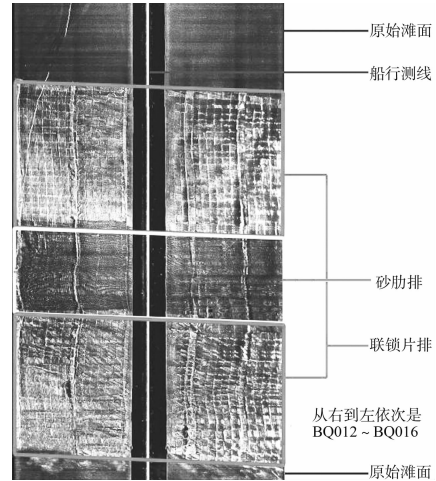 原始滩面
船行测线
砂肋排
联锁片排
从右到左依次是
BQ012 ~ BQ016
原始滩面